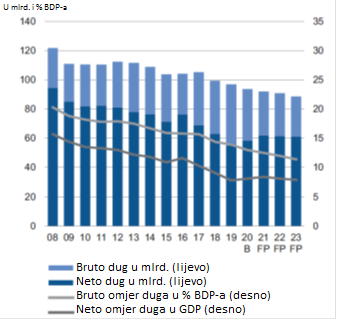 U mlrd. i % BDP-a
140 35
120 30
100 25
80 20
60 15
40 10
20 5
0 0
08 09 10 11 12 13 14 15 16 17 18 19 20 21 22 23
B FP FP FP
Bruto dug u mlrd. (lijevo)
Neto dug u mlrd. (lijevo)
Bruto omjer duga u % BDP-a (desno)
Neto omjer duga u GDP (desno)